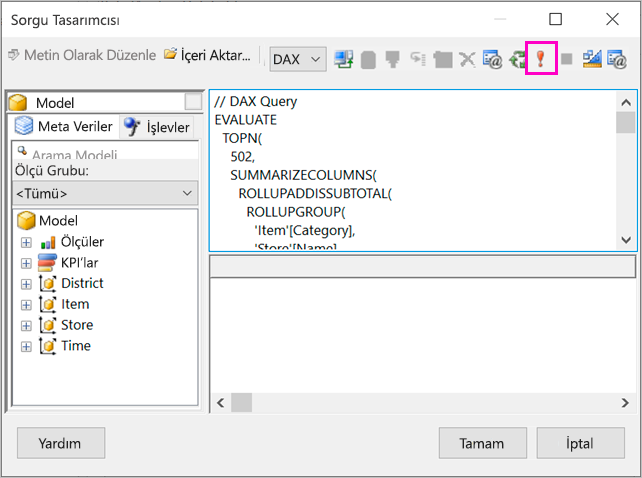 Sorgu Tasarımcısı
Metin Olarak Düzenle İçeri Aktar... DAX
Model
Meta Veriler İşlevler
Arama Modeli
Ölçü Grubu:
<Tümü>
Model
Ölçüler
KPI'lar
District
Item
Store
Time
// DAX Query
EVALUATE
TOPN(
502,
SUMMARIZECOLUMNS(
ROLLUPADDISSUBTOTAL(
ROLLUPGROUP(
'Item'[Category],
'Store'[Name],
Yardım Tamam İptal